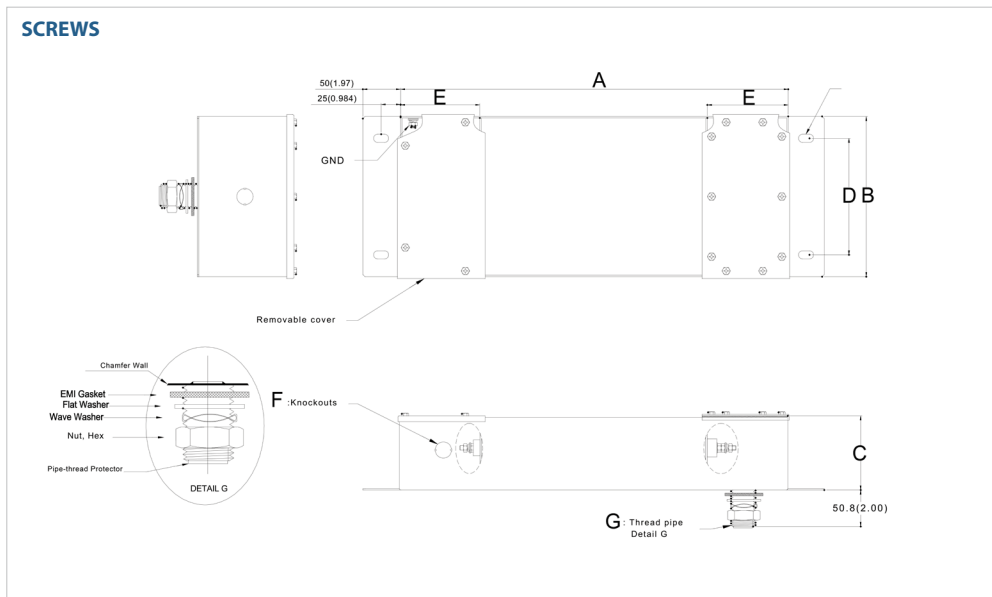 SCREWS
50(1.97)
A
25(0.984)
E
E
GND
D
B
Removable cover
Chamfer Wall
EMI Gasket
Flat Washer
Wave Washer
Nut, Hex
Pipe-thread Protector
DETAIL G
F :Knockouts
C
50.8(2.00)
G : Thread pipe
Detail G